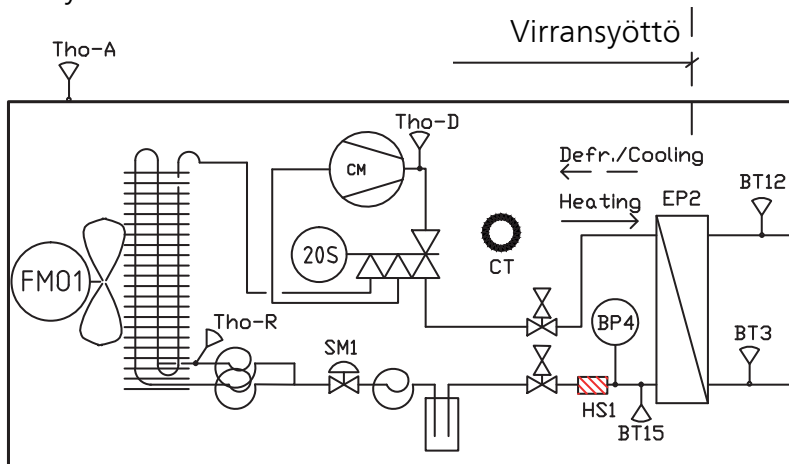 Virransyöttö
Tho-A
Tho-D
CM
Defr./Cooling
Heating
EP2
BT12
20S
CT
FM01
Tho-R
SM1
BP4
BT3
HS1
BT15